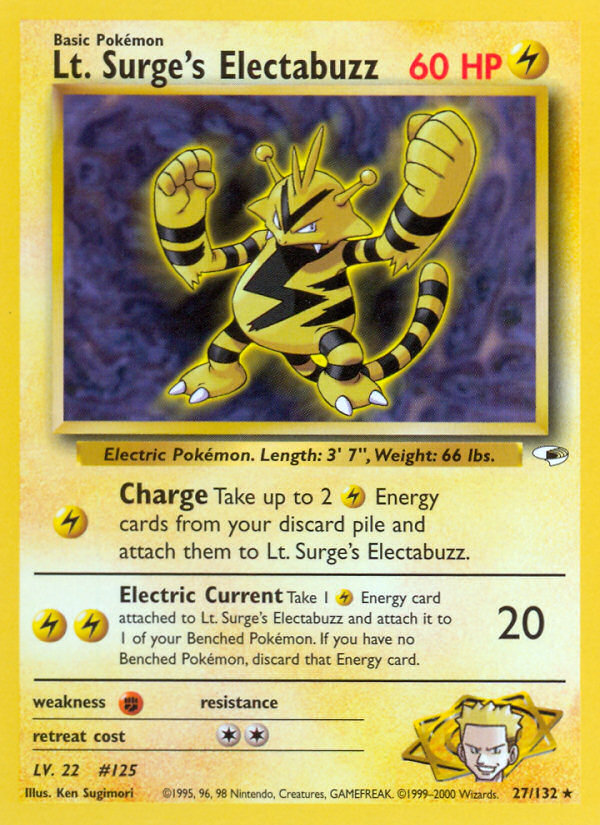 Basic Pokémon
Lt. Surge's Electabuzz 60 HP
Electric Pokémon. Length: 3' 7", Weight: 66 lbs.
Charge Take up to 2 Energy
cards from your discard pile and
attach them to Lt. Surge's Electabuzz.
Electric Current Take 1 Energy card
attached to Lt. Surge's Electabuzz and attach it to
1 of your Benched Pokémon. If you have no
Benched Pokémon, discard that Energy card.
20
weakness resistance
retreat cost
LV. 22 #125
Illus. Ken Sugimori ©1995, 96, 98 Nintendo, Creatures, GAMEFREAK. ©1999-2000 Wizards. 27/132 ★